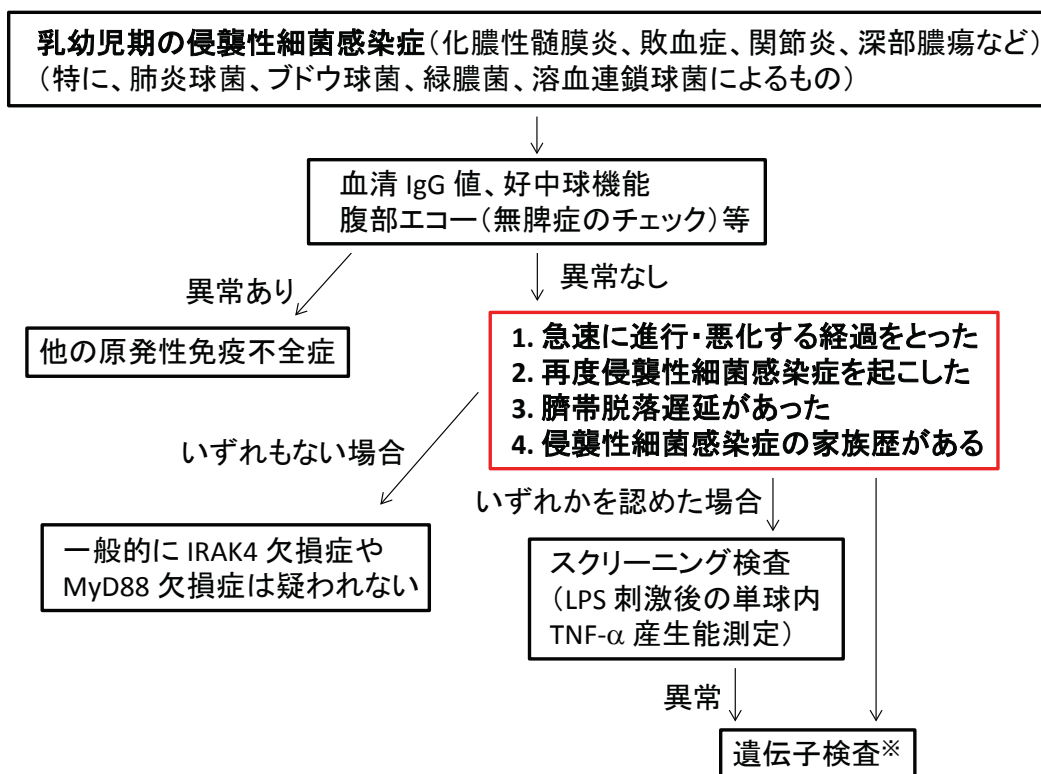 乳幼児期の侵襲性細菌感染症（化膿性髄膜炎、敗血症、関節炎、深部膿瘍など）
（特に、肺炎球菌、ブドウ球菌、緑膿菌、溶血連鎖球菌によるもの）
血清 IgG 値、好中球機能
腹部エコー（無脾症のチェック）等
異常あり
異常なし
他の原発性免疫不全症
1. 急速に進行・悪化する経過をとった
2. 再度侵襲性細菌感染症を起こした
3. 臍帯脱落遅延があった
4. 侵襲性細菌感染症の家族歴がある
いずれもない場合
いずれかを認めた場合
一般的に IRAK4 欠損症や
MyD88 欠損症は疑われない
スクリーニング検査
（LPS 刺激後の単球内
TNF-α 産生能測定）
異常
遺伝子検査※